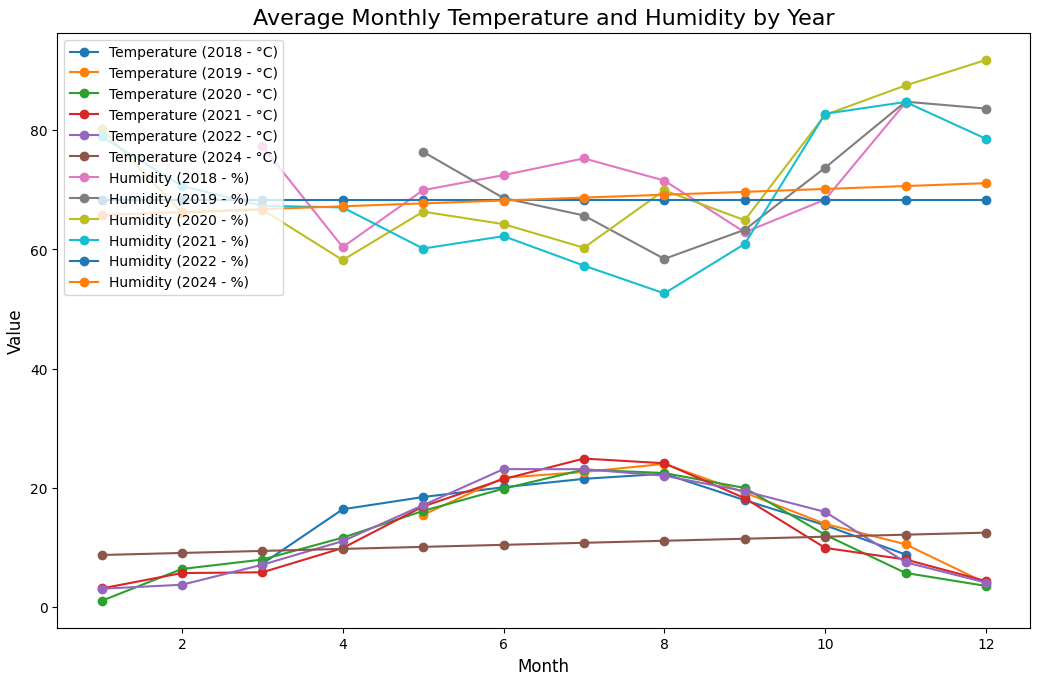 Average Monthly Temperature and Humidity by Year
Temperature (2018 - °C)
Temperature (2019 - °C)
Temperature (2020 - °C)
Temperature (2021 - °C)
Temperature (2022 - °C)
Temperature (2024 - °C)
Humidity (2018 - %)
Humidity (2019 - %)
Humidity (2020 - %)
Humidity (2021 - %)
Humidity (2022 - %)
Humidity (2024 - %)
Value
80
60
40
20
0
2 4 6 8 10 12
Month